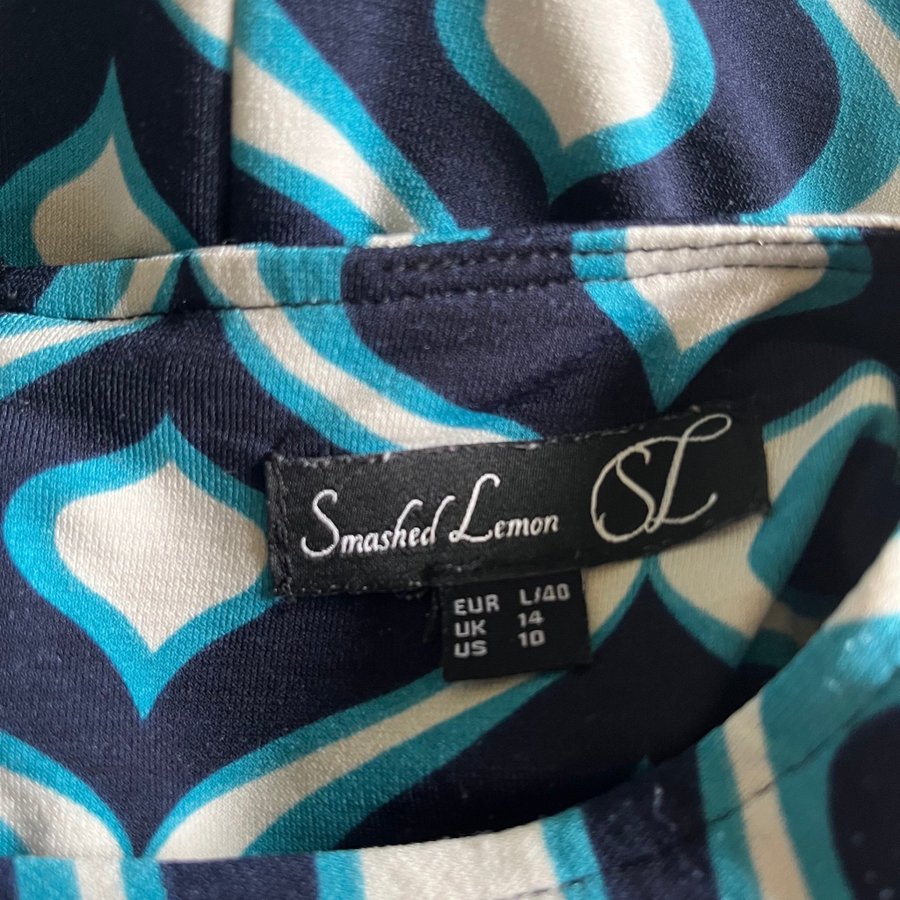 Smashed Lemon SL
EUR L/40
UK 14
US 10